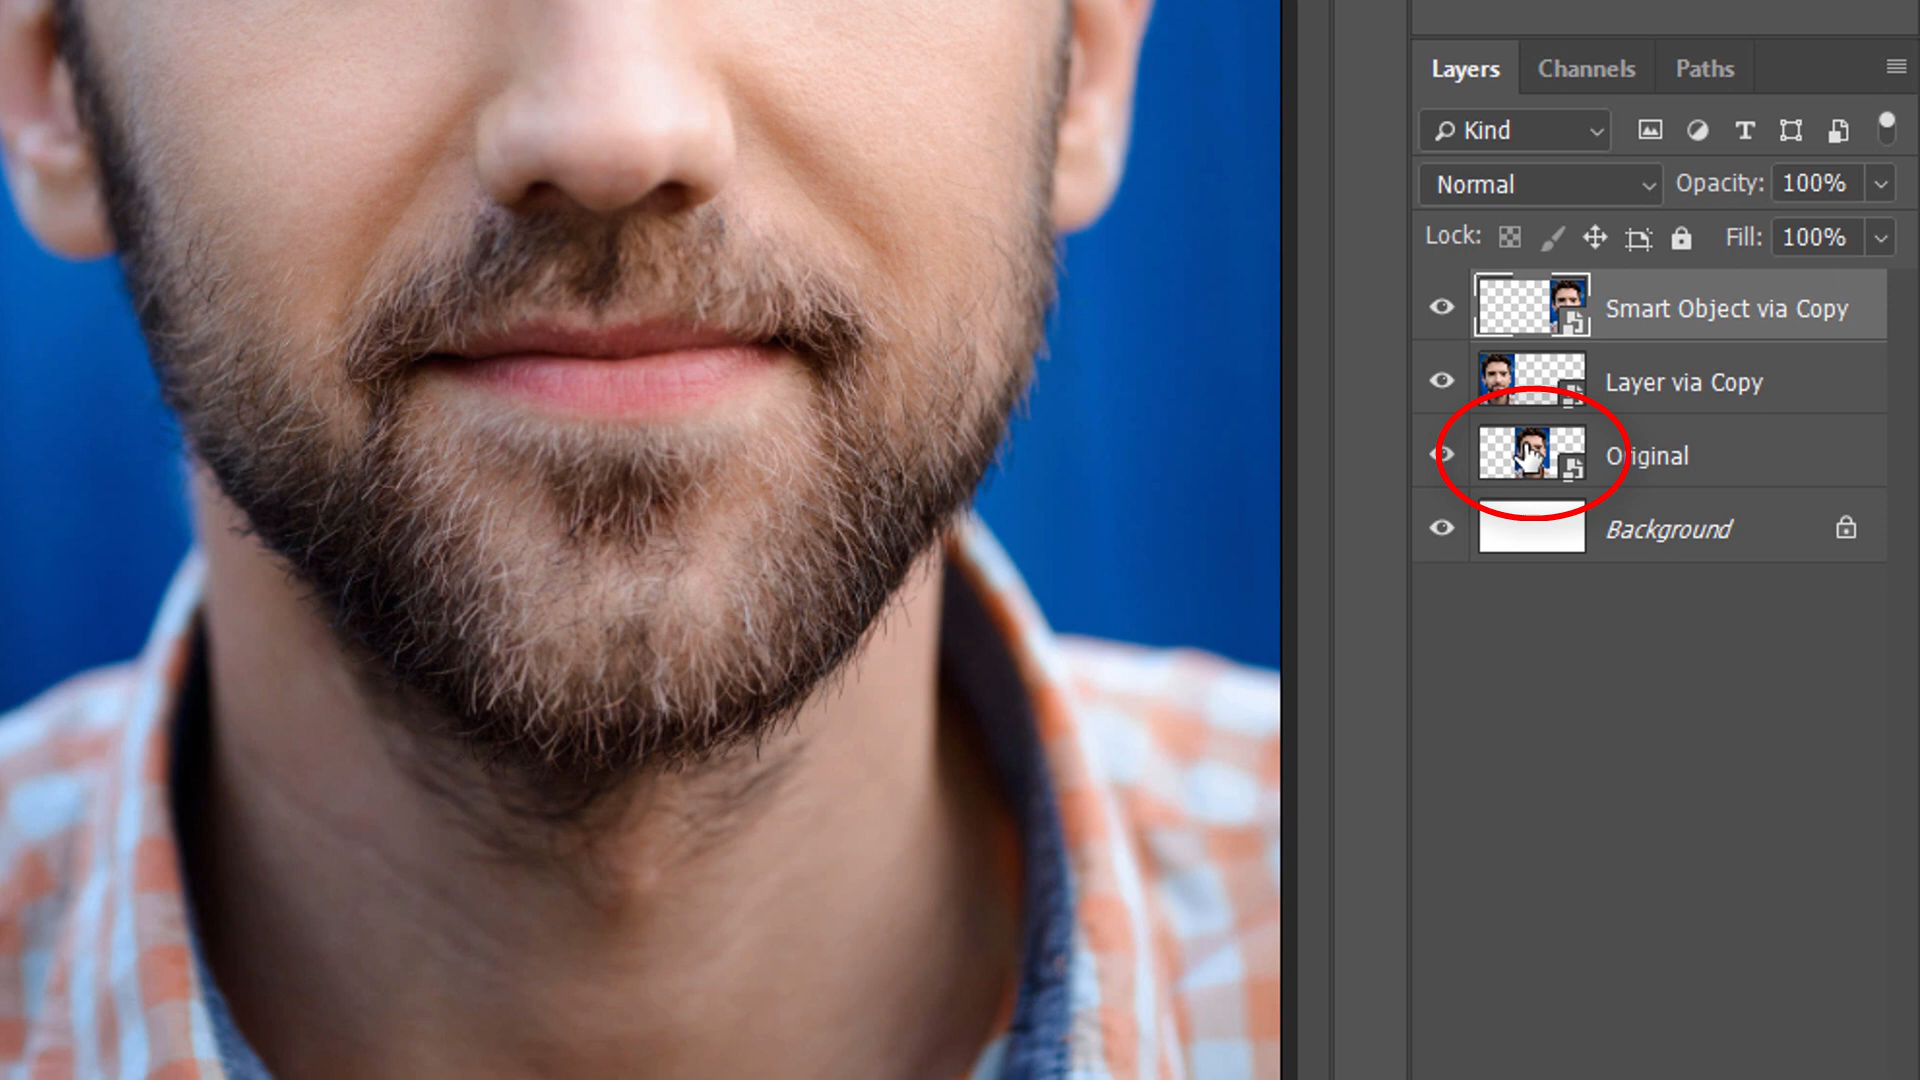 Layers Channels Paths
Kind
Normal Opacity: 100%
Lock: Fill: 100%
Smart Object via Copy
Layer via Copy
Original
Background